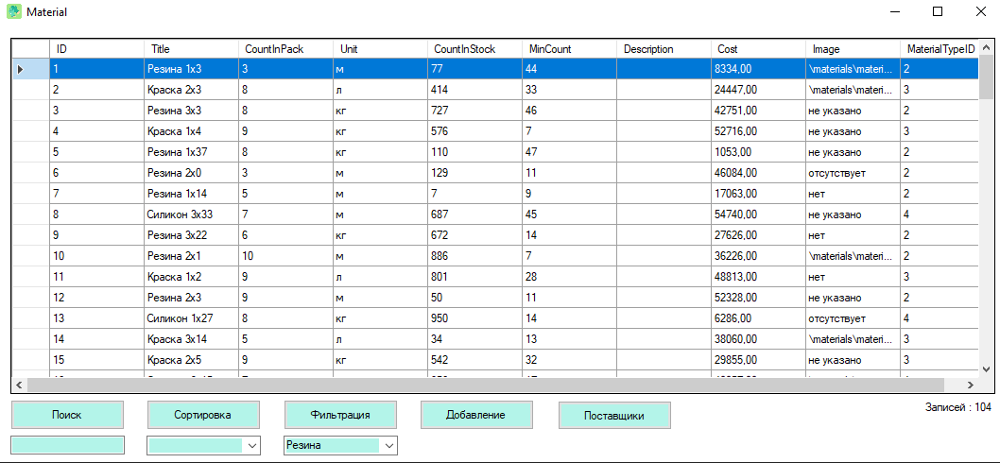 Material
ID Title CountInPack Unit CountInStock MinCount Description Cost Image MaterialTypeID
1 Резина 1x3 3 м 77 44 8334,00 \materials\materi... 2
2 Краска 2x3 8 л 414 33 24447,00 \materials\materi... 3
3 Резина 3x3 8 кг 727 46 42751,00 не указано 2
4 Краска 1x4 9 кг 576 7 52716,00 не указано 3
5 Резина 1x37 8 кг 110 47 1053,00 не указано 2
6 Резина 2x0 3 м 129 11 46084,00 отсутствует 2
7 Резина 1x14 5 м 7 9 17063,00 нет 2
8 Силикон 3x33 7 м 687 45 54740,00 не указано 4
9 Резина 3x22 6 кг 672 14 27626,00 нет 2
10 Резина 2x1 10 м 886 7 36226,00 \materials\materi... 2
11 Краска 1x2 9 л 801 28 48813,00 нет 3
12 Резина 2x3 9 м 50 11 52328,00 не указано 2
13 Силикон 1x27 8 кг 950 14 6286,00 отсутствует 4
14 Краска 3x14 5 л 34 13 38060,00 \materials\materi... 3
15 Краска 2x5 9 кг 542 32 29855,00 не указано 3
Поиск Сортировка Фильтрация Добавление Поставщики Записей : 104
Резина